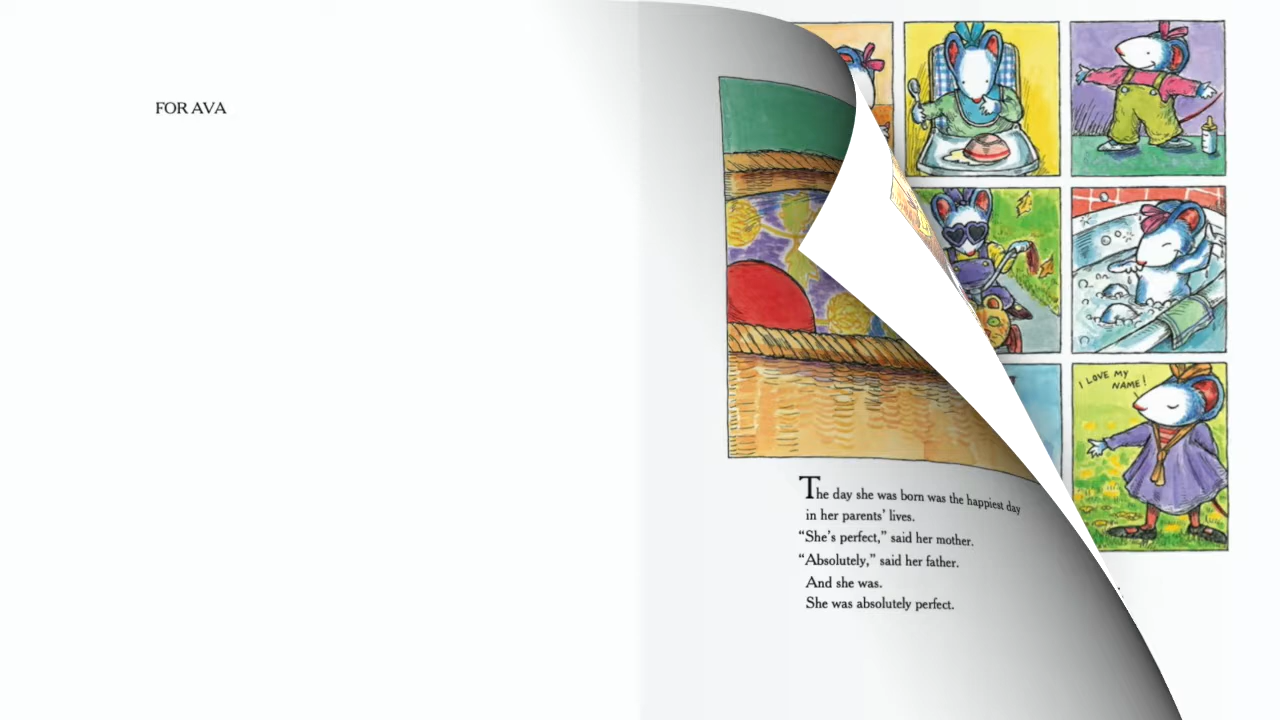 FOR AVA
The day she was born was the happiest day
in her parents’ lives.
“She’s perfect,” said her mother.
“Absolutely,” said her father.
And she was.
She was absolutely perfect.
I LOVE MY
NAME!